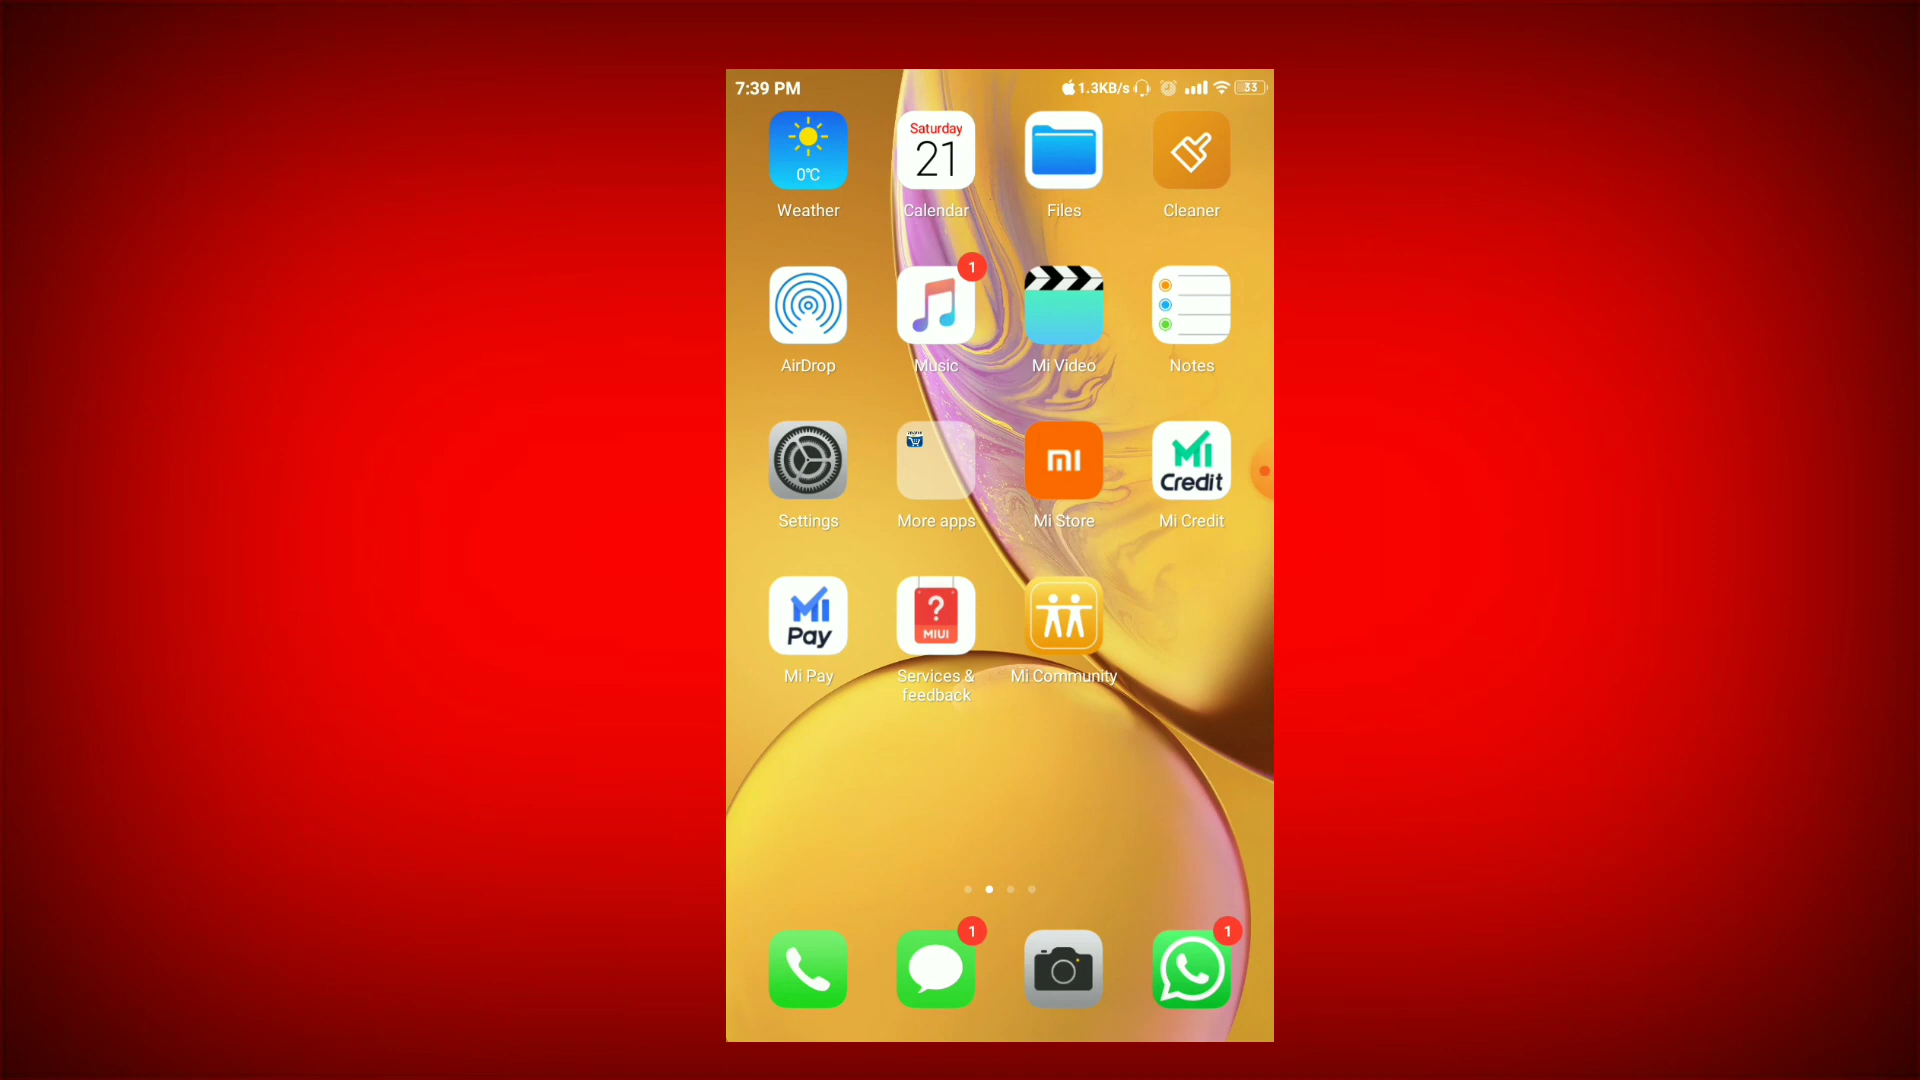 7:39 PM 1.3KB/s 33
0°C
Saturday
21
Weather Calendar Files Cleaner
1
AirDrop Music Mi Video Notes
MI
MI
Credit
Settings More apps Mi Store Mi Credit
MI
Pay
?
MIUI
Mi Pay Services & Mi Community
feedback
1 1